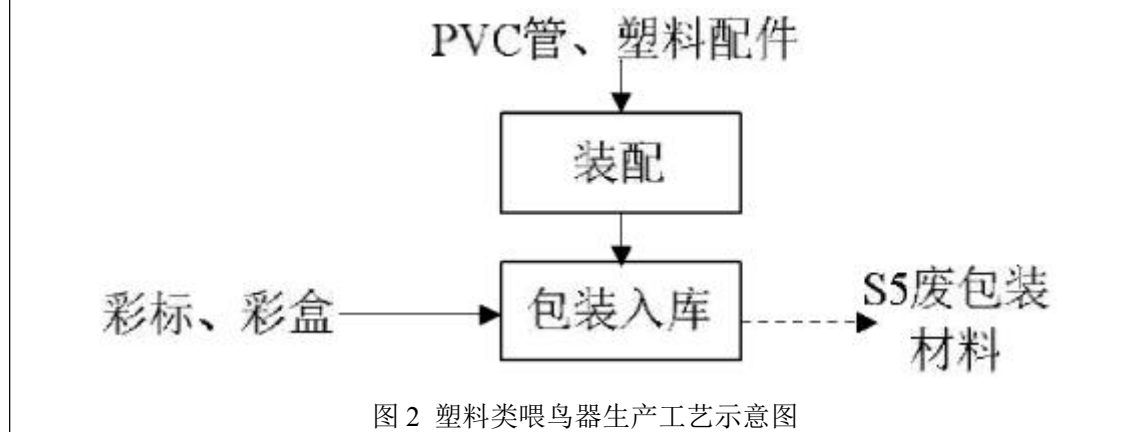 PVC管、塑料配件
装配
彩标、彩盒
包装入库
S5废包装
材料
图 2 塑料类喂鸟器生产工艺示意图